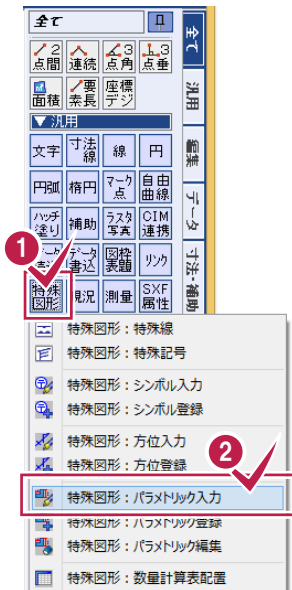 全て
全て
2点間 連続 3点角 3点垂
面積 要素長 座標デジ
汎用
▼ 汎用
文字 寸法線 線 円
編集
円弧 楕円 マーク点 自由曲線
データ
ハッチ塗り 補助 ラスタ写真 CIM連携
1
データ書込 図枠表題 リンク
寸法・補助
特殊図形 現況 測量 SXF属性
特殊図形：特殊線
特殊図形：特殊記号
特殊図形：シンボル入力
特殊図形：シンボル登録
特殊図形：方位入力
特殊図形：方位登録
2
特殊図形：パラメトリック入力
特殊図形：パラメトリック登録
特殊図形：パラメトリック編集
特殊図形：数量計算表配置